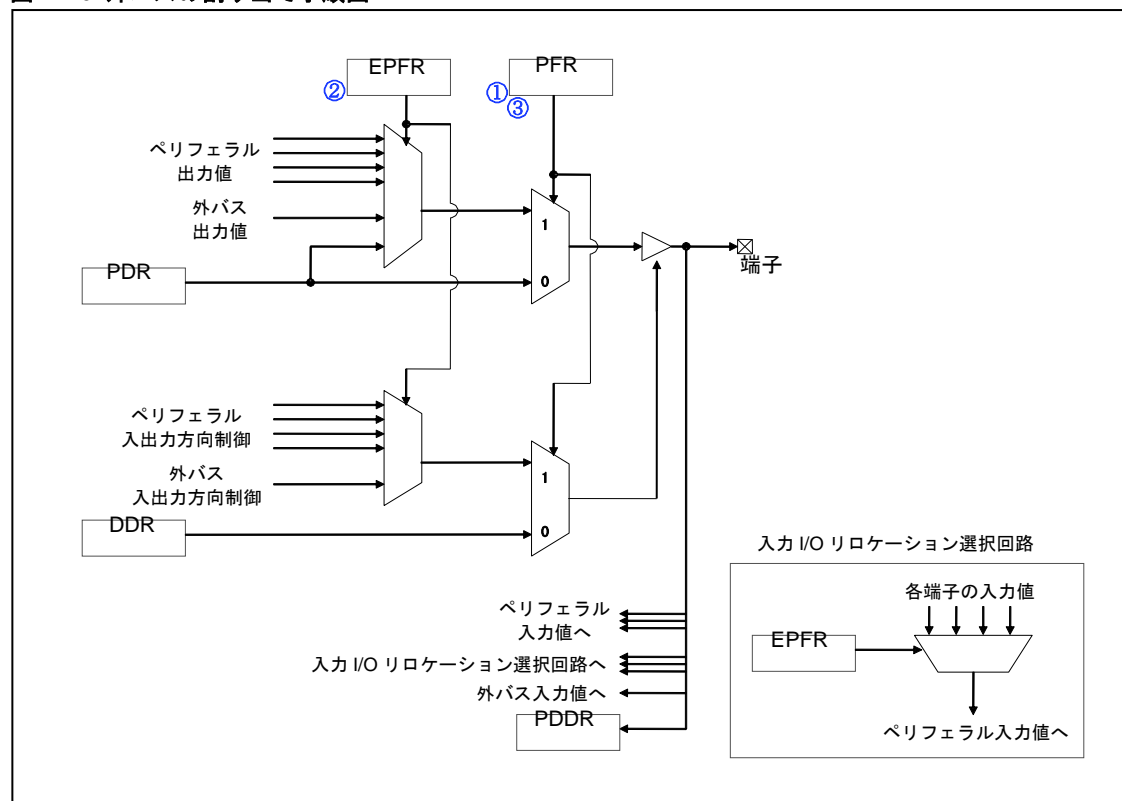 EPFR
PFR
②
①
③
ペリフェラル
出力値
外バス
出力値
1
0
PDR
端子
ペリフェラル
入出力方向制御
外バス
入出力方向制御
1
0
DDR
入力 I/O リロケーション選択回路
各端子の入力値
EPFR
ペリフェラル入力値へ
ペリフェラル
入力値へ
入力 I/O リロケーション選択回路へ
外バス入力値へ
PDDR